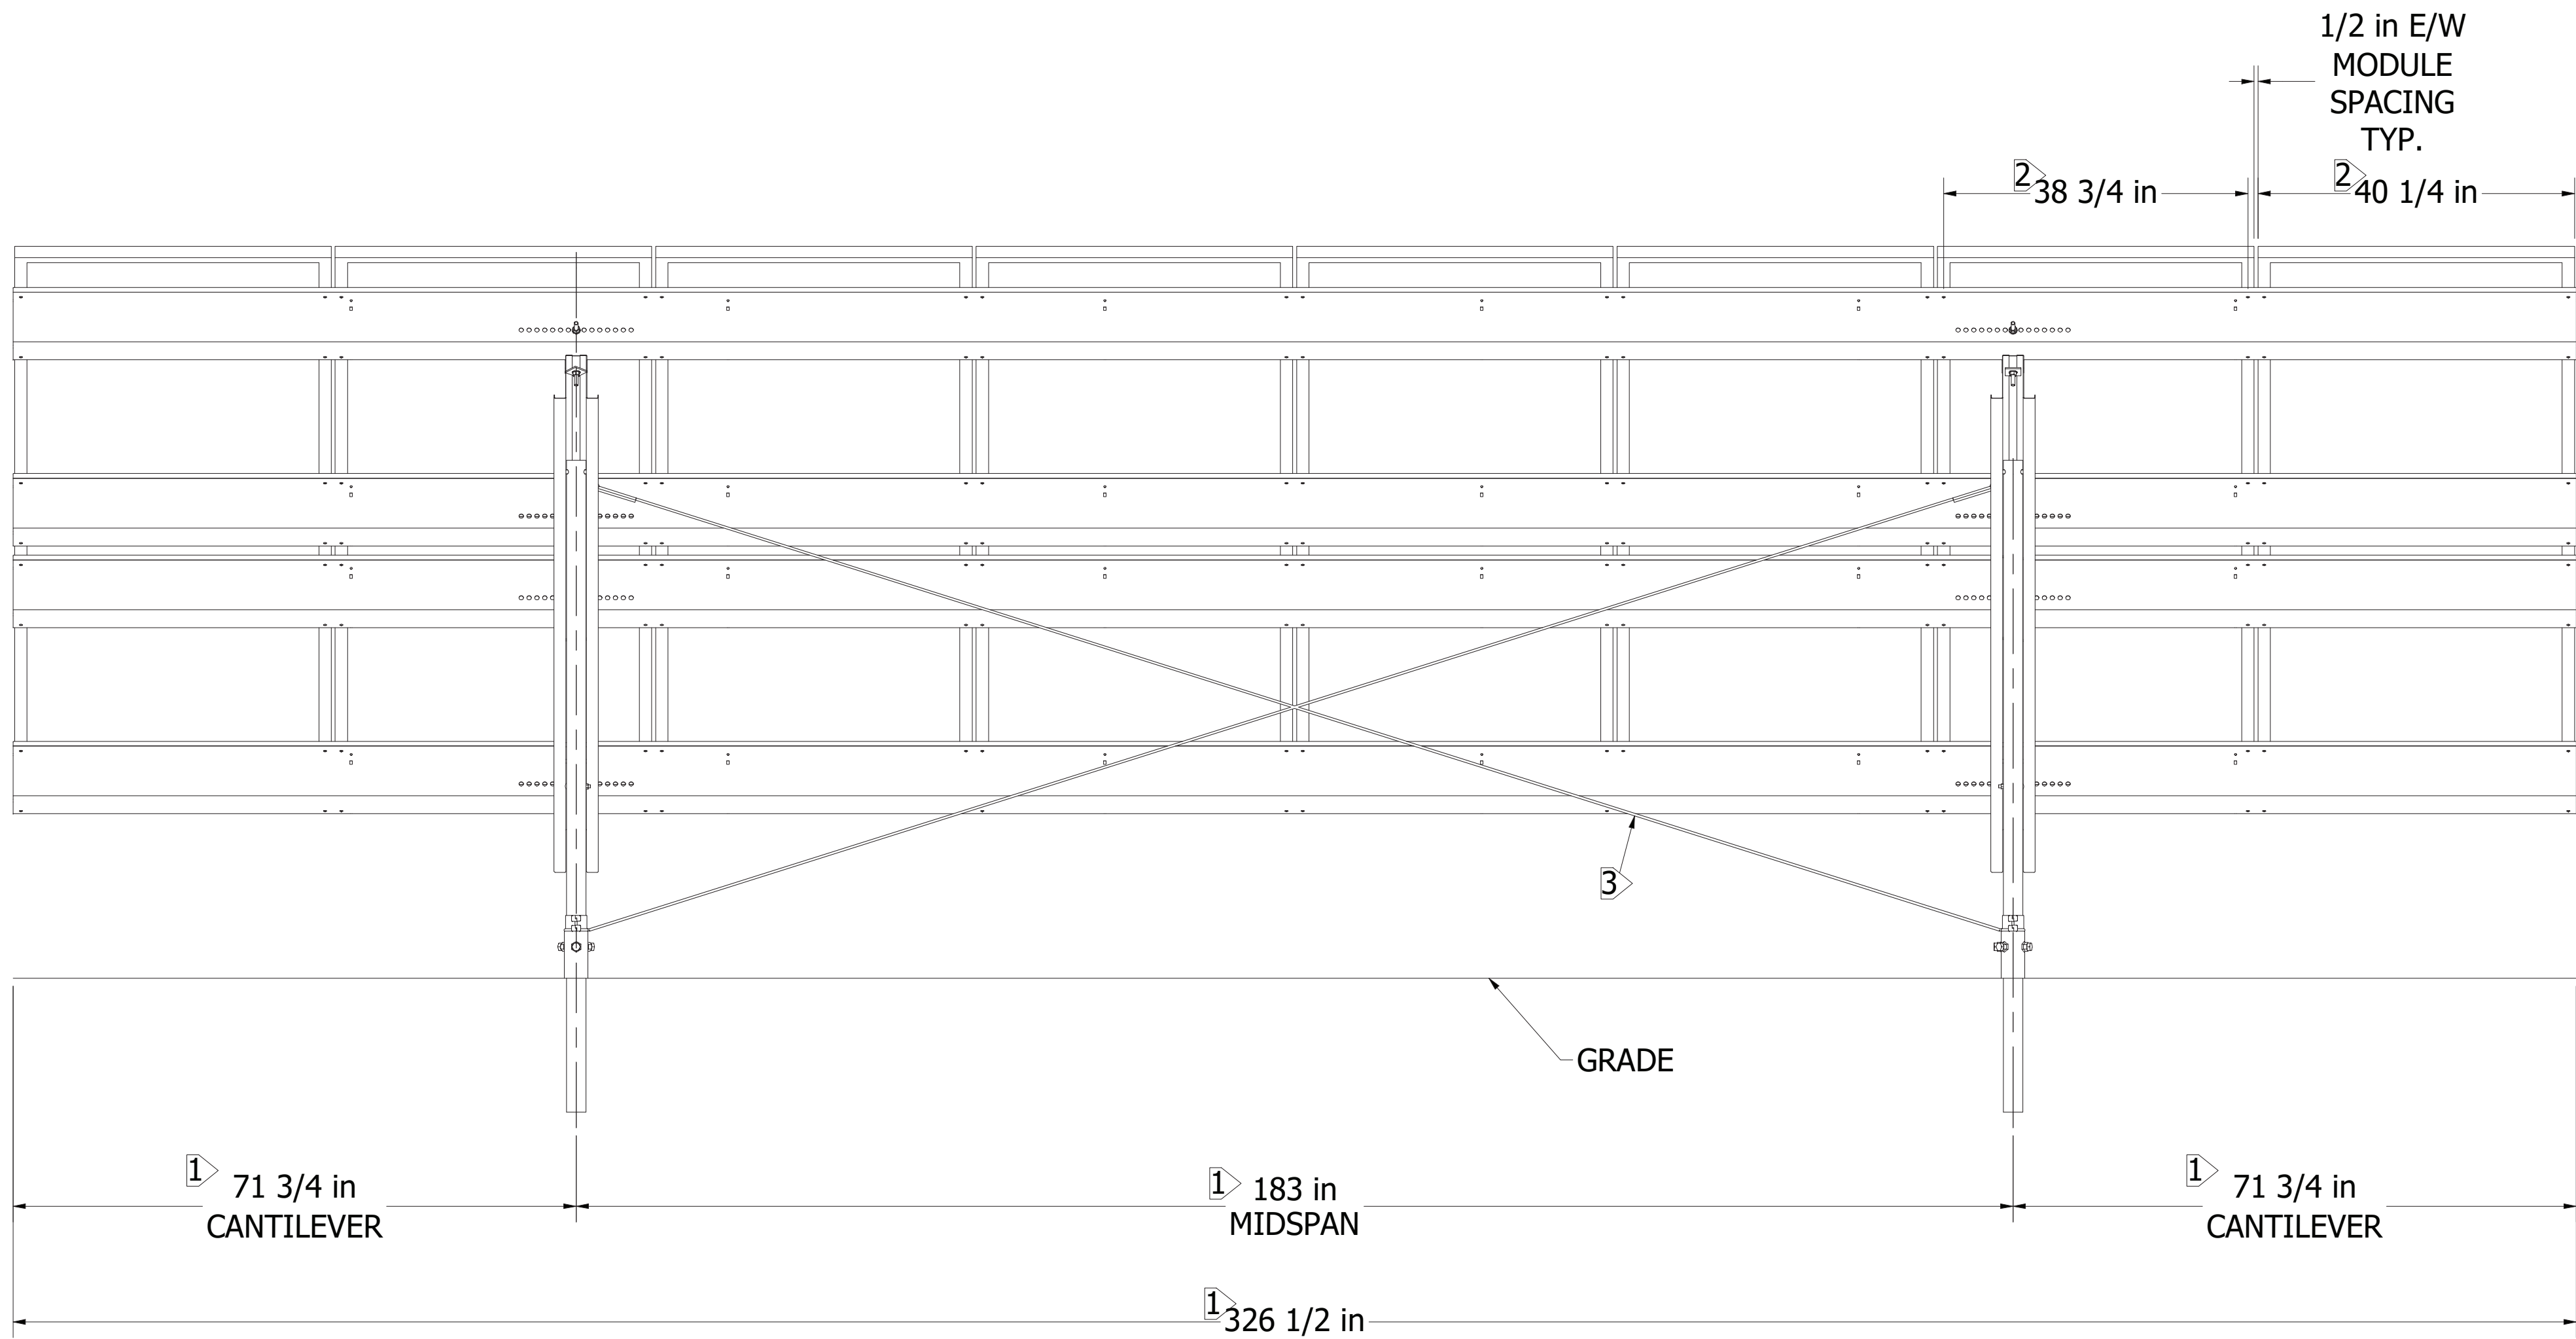 1/2 in E/W
MODULE
SPACING
TYP.
2 38 3/4 in
2 40 1/4 in
3
GRADE
1 71 3/4 in
CANTILEVER
1 183 in
MIDSPAN
1 71 3/4 in
CANTILEVER
1 326 1/2 in